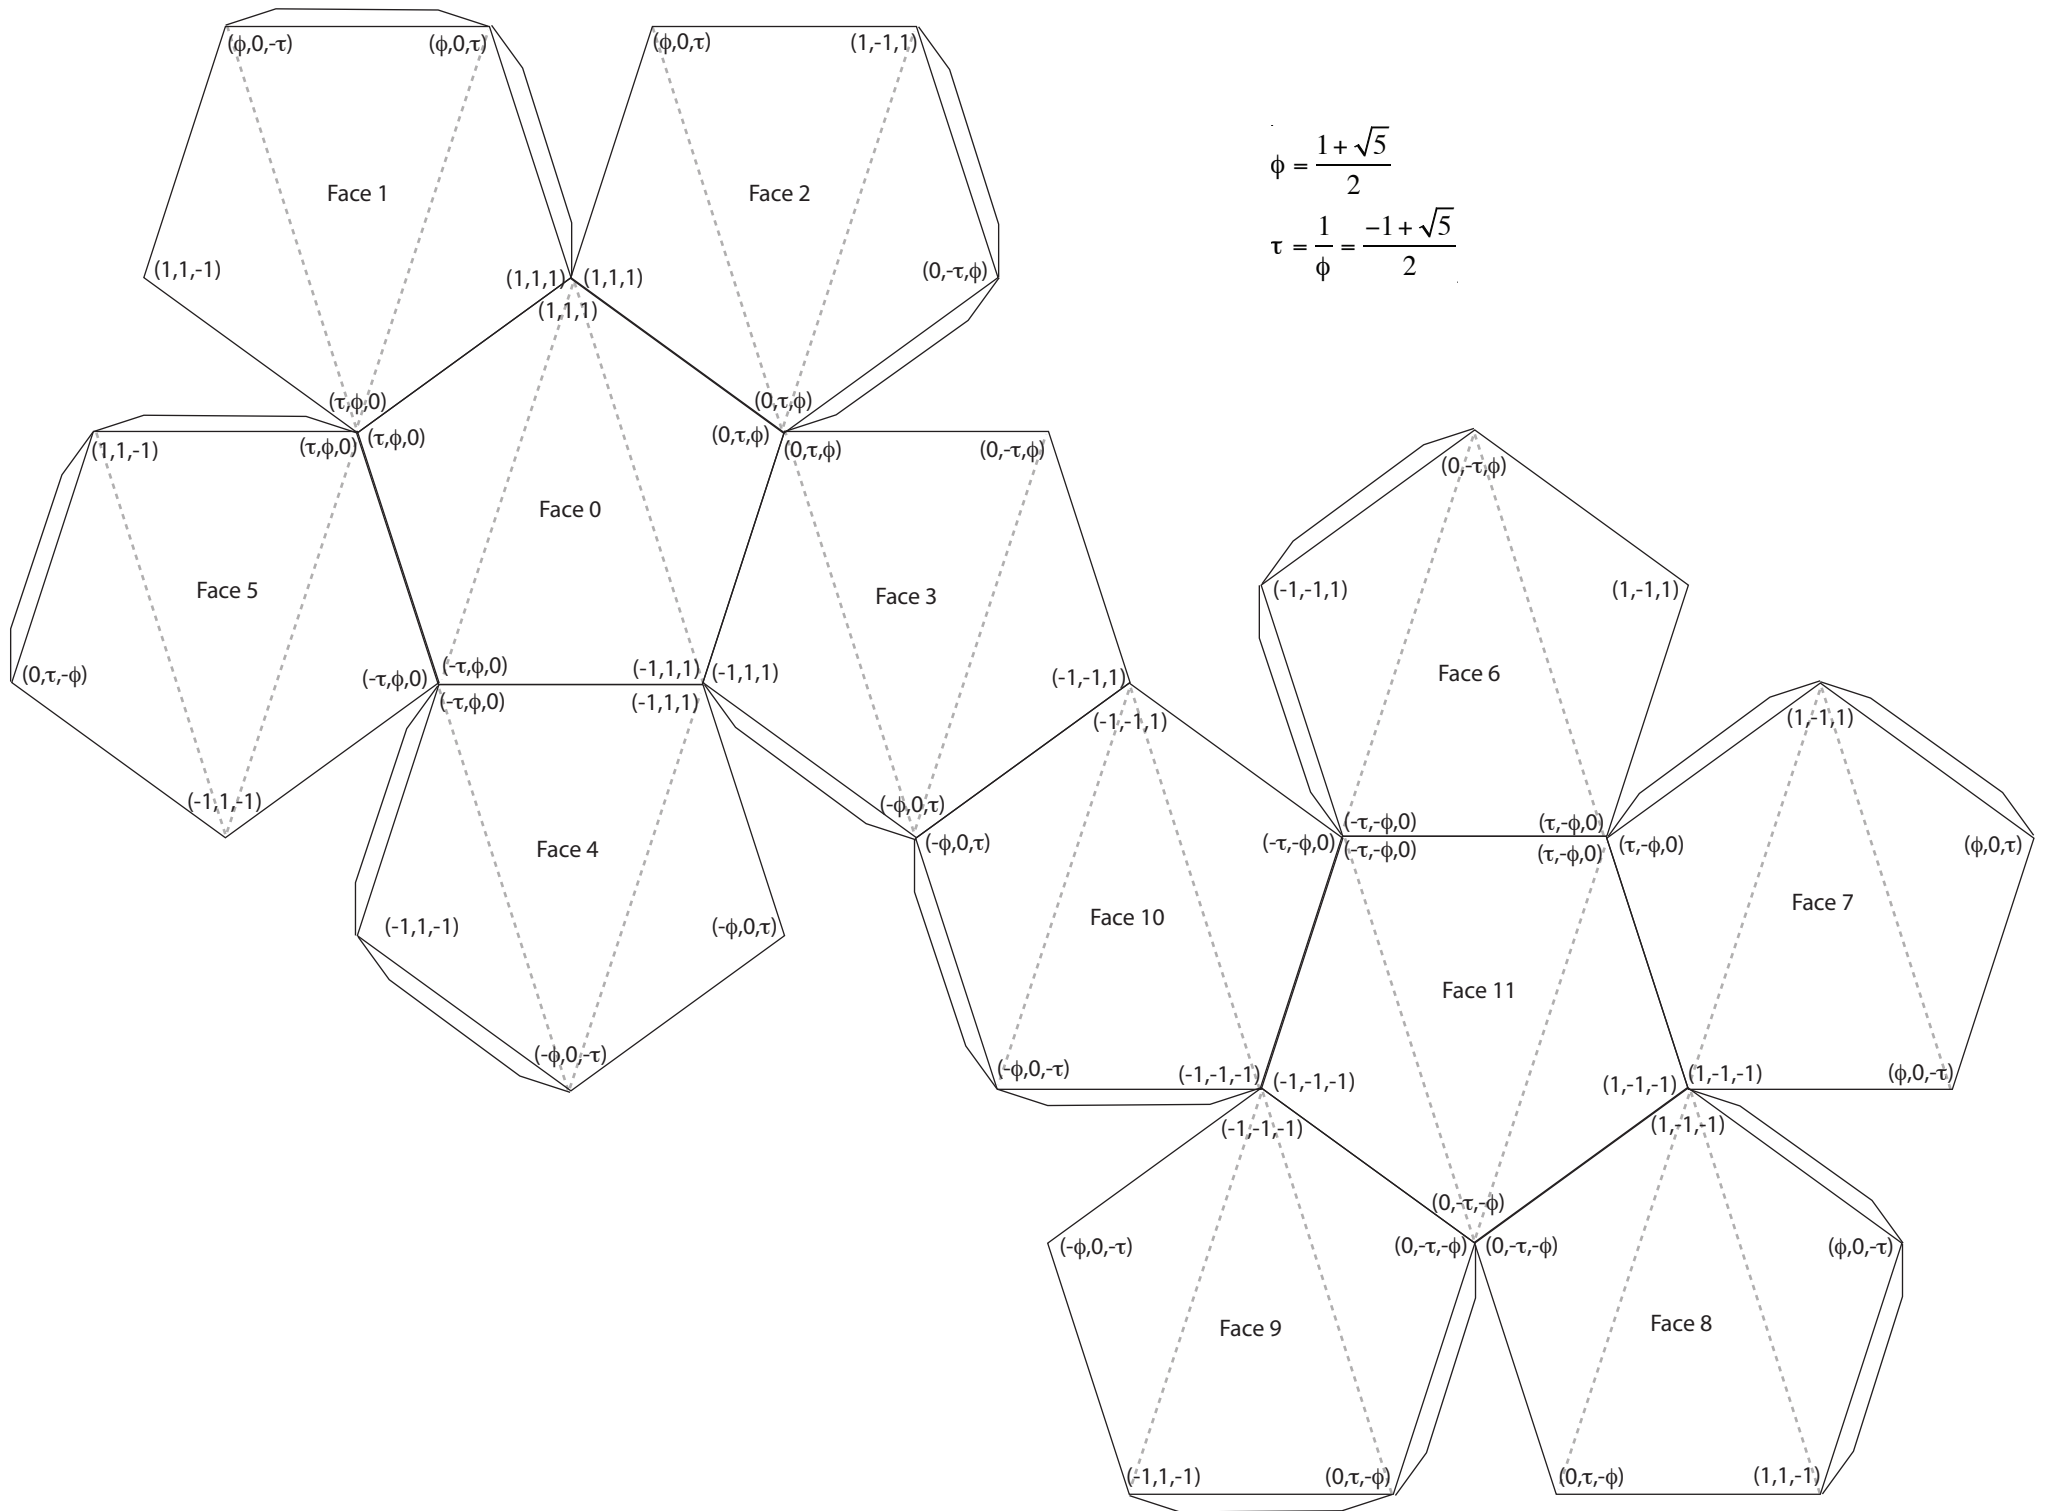 (ϕ,0,-τ)
(ϕ,0,τ)
Face 1
(1,1,-1)
(1,1,1)
(τ,ϕ,0)
(ϕ,0,τ)
(1,-1,1)
Face 2
(1,1,1)
(0,-τ,ϕ)
(0,τ,ϕ)
ϕ = (1 + √5) / 2
τ = 1/ϕ = (−1 + √5) / 2
(1,1,1)
(τ,ϕ,0)
(0,τ,ϕ)
Face 0
(-τ,ϕ,0)
(-1,1,1)
(1,1,-1)
(τ,ϕ,0)
Face 5
(0,τ,-ϕ)
(-τ,ϕ,0)
(-1,1,-1)
(0,τ,ϕ)
(0,-τ,ϕ)
Face 3
(-1,1,1)
(-1,-1,1)
(-ϕ,0,τ)
(-τ,ϕ,0)
(-1,1,1)
Face 4
(-1,1,-1)
(-ϕ,0,τ)
(-ϕ,0,-τ)
(0,-τ,ϕ)
(-1,-1,1)
(1,-1,1)
Face 6
(-τ,-ϕ,0)
(τ,-ϕ,0)
(-1,-1,1)
(-ϕ,0,τ)
(-τ,-ϕ,0)
Face 10
(-ϕ,0,-τ)
(-1,-1,-1)
(-τ,-ϕ,0)
(τ,-ϕ,0)
Face 11
(-1,-1,-1)
(1,-1,-1)
(0,-τ,-ϕ)
(1,-1,1)
(τ,-ϕ,0)
(ϕ,0,τ)
Face 7
(1,-1,-1)
(ϕ,0,-τ)
(-1,-1,-1)
(-ϕ,0,-τ)
(0,-τ,-ϕ)
Face 9
(-1,1,-1)
(0,τ,-ϕ)
(1,-1,-1)
(0,-τ,-ϕ)
(ϕ,0,-τ)
Face 8
(0,τ,-ϕ)
(1,1,-1)